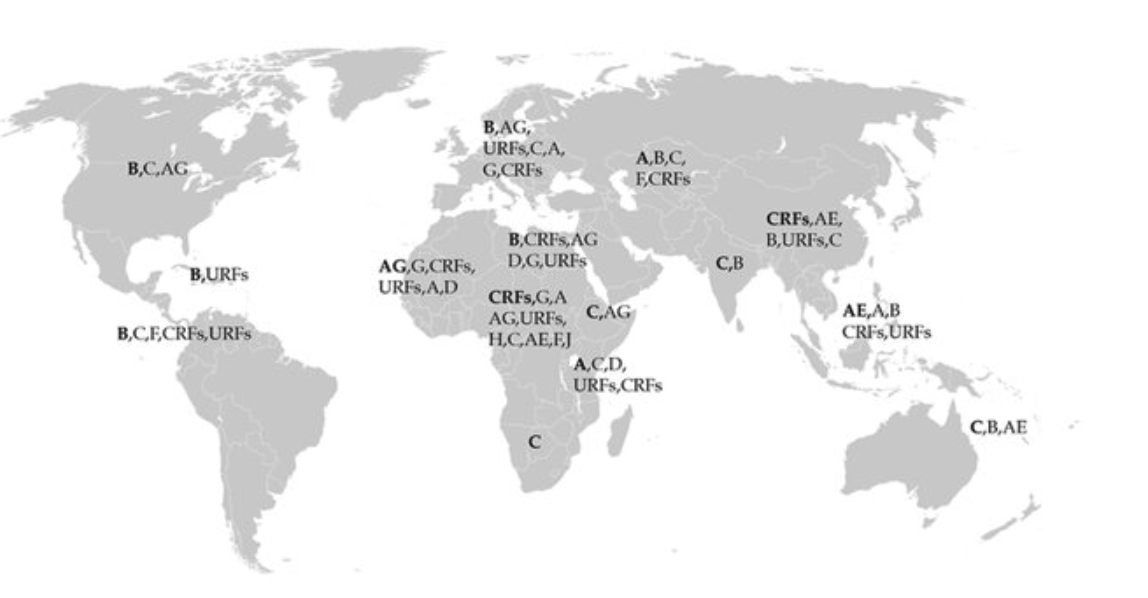 B,AG,
URFs,C,A,
G,CRFs
A,B,C,
F,CRFs
B,C,AG
CRFs,AE,
B,URFs,C
B,CRFs,AG
D,G,URFs
C,B
AG,G,CRFs,
URFs,A,D
B,URFs
CRFs,G,A
AG,URFs,
H,C,AE,F,J
C,AG
AE,A,B
CRFs,URFs
B,C,F,CRFs,URFs
A,C,D,
URFs,CRFs
C
C,B,AE